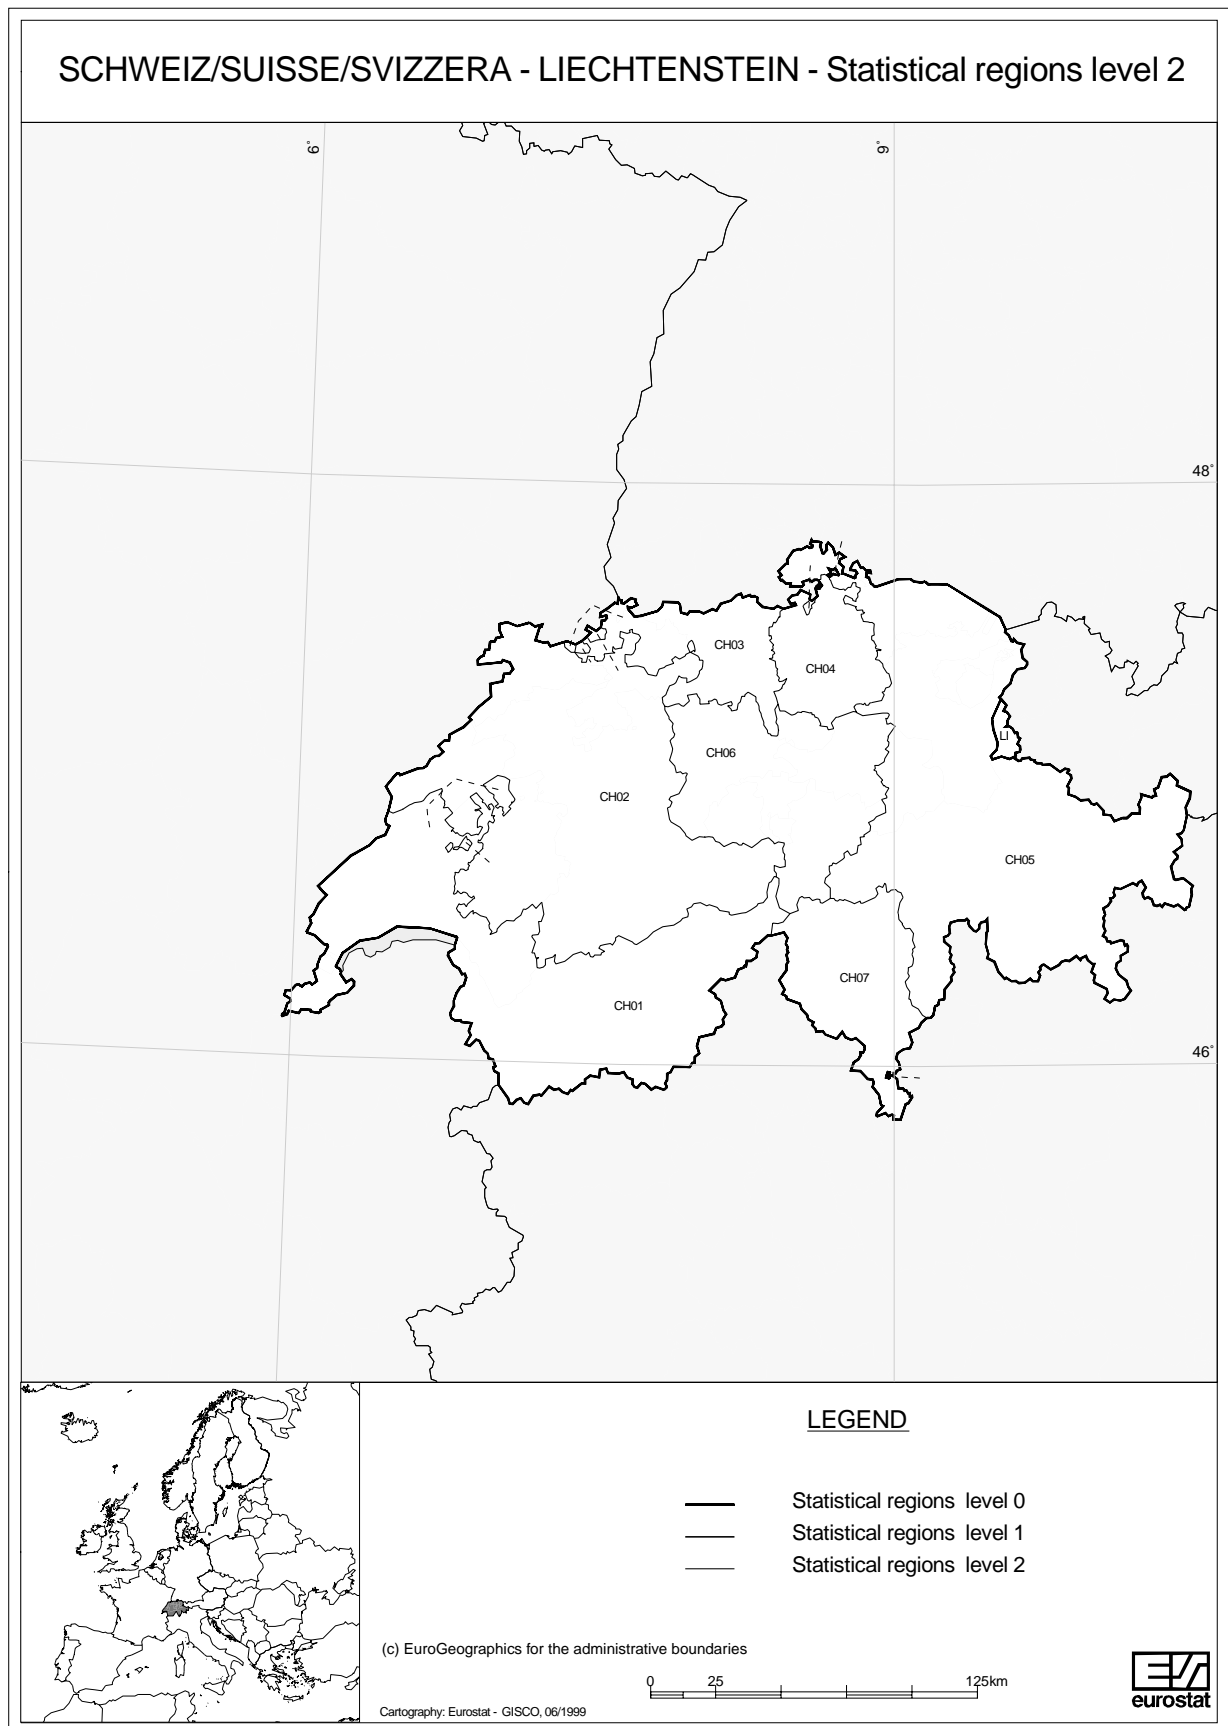 SCHWEIZ/SUISSE/SVIZZERA - LIECHTENSTEIN - Statistical regions level 2
6°
9°
48°
CH03
CH04
LI
CH06
CH02
CH05
CH07
CH01
46°
LEGEND
Statistical regions level 0
Statistical regions level 1
Statistical regions level 2
(c) EuroGeographics for the administrative boundaries
0 25 125km
Cartography: Eurostat - GISCO, 06/1999
eurostat